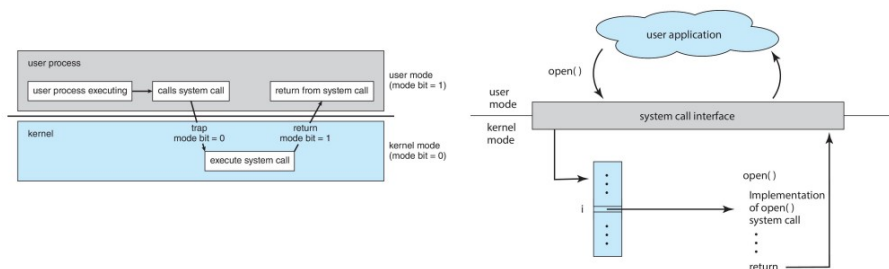 user process
user process executing
calls system call
return from system call
user mode
(mode bit = 1)
kernel
trap
mode bit = 0
return
mode bit = 1
execute system call
kernel mode
(mode bit = 0)
user application
open( )
user
mode
system call interface
kernel
mode
i
open( )
Implementation
of open( )
system call
return